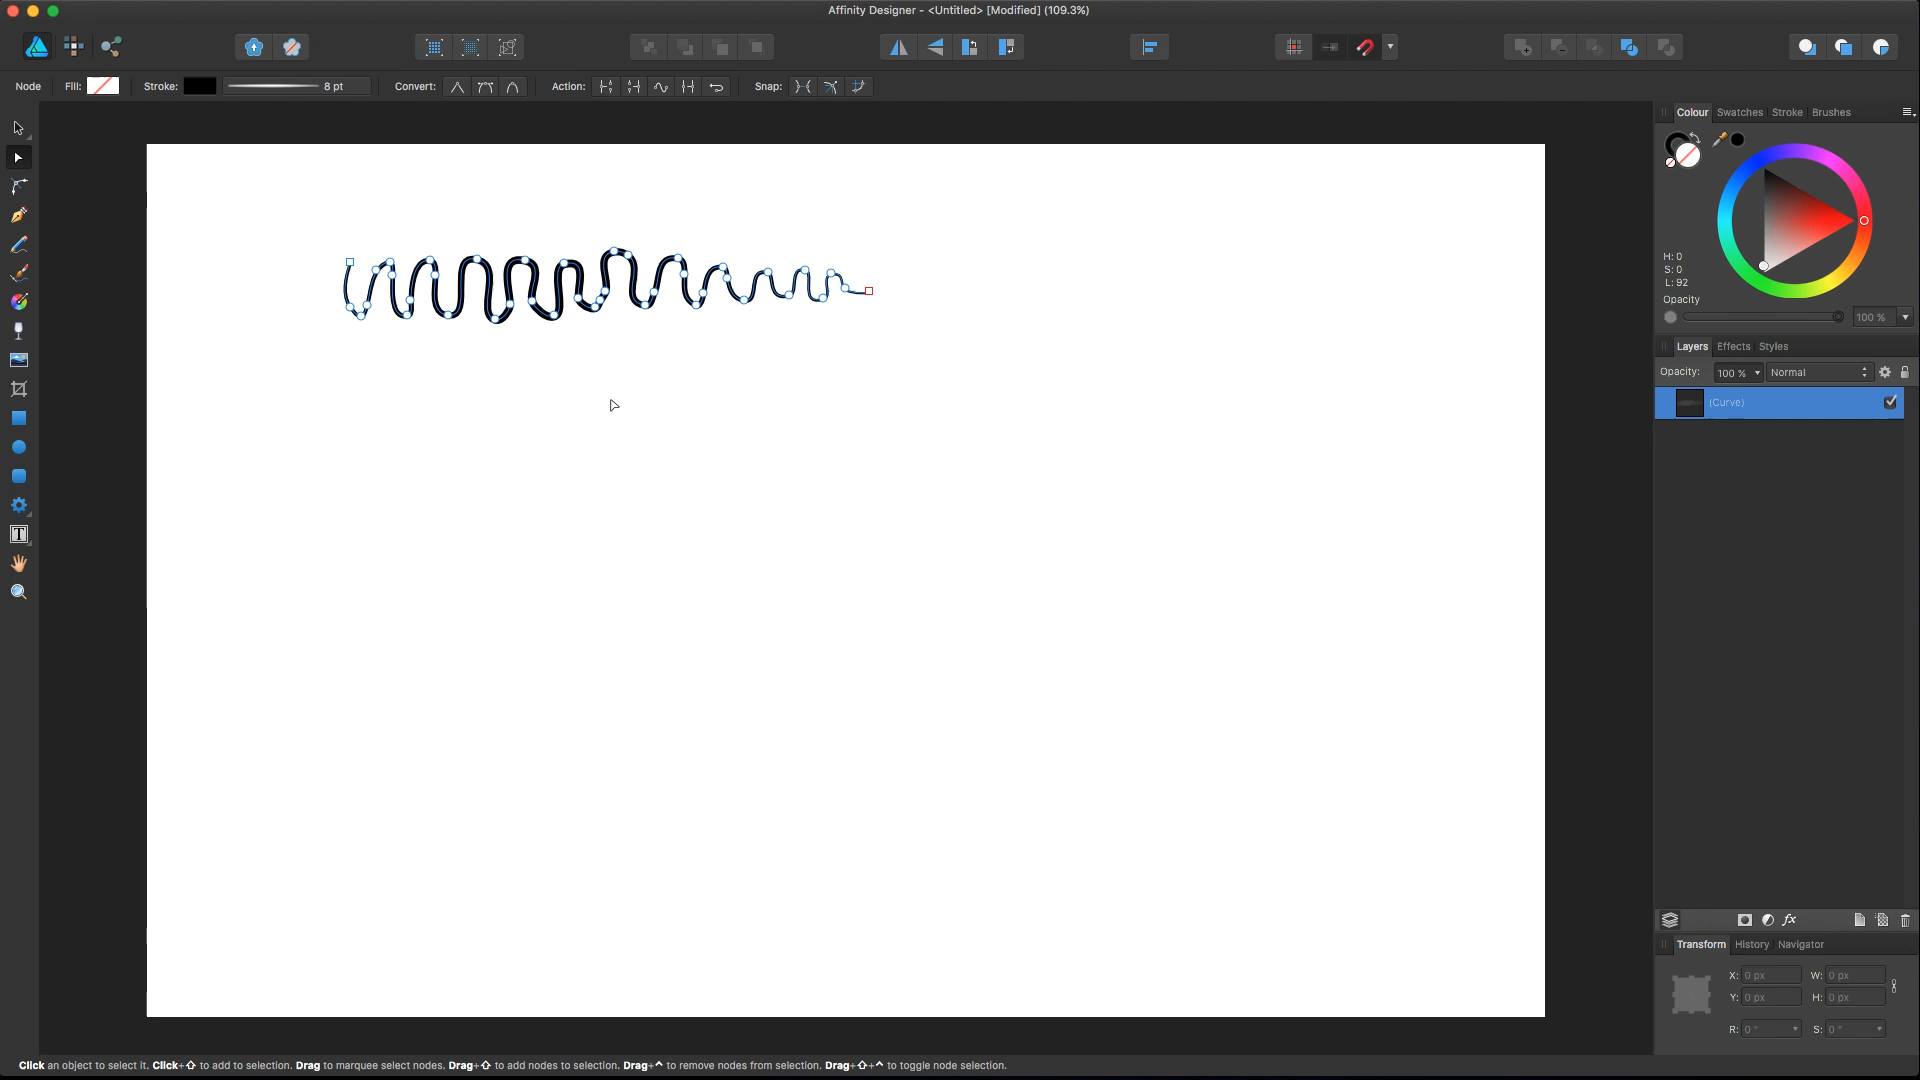 Affinity Designer - <Untitled> [Modified] (109.3%)
Node Fill: Stroke: 8 pt Convert: Action: Snap:
Colour Swatches Stroke Brushes
H: 0
S: 0
L: 92
Opacity
100 %
Layers Effects Styles
Opacity: 100 % Normal
(Curve)
T
fx
Transform History Navigator
X: 0 px W: 0 px
Y: 0 px H: 0 px
R: 0 ° S: 0 °
Click an object to select it. Click+⇧ to add to selection. Drag to marquee select nodes. Drag+⇧ to add nodes to selection. Drag+^ to remove nodes from selection. Drag+⇧+^ to toggle node selection.